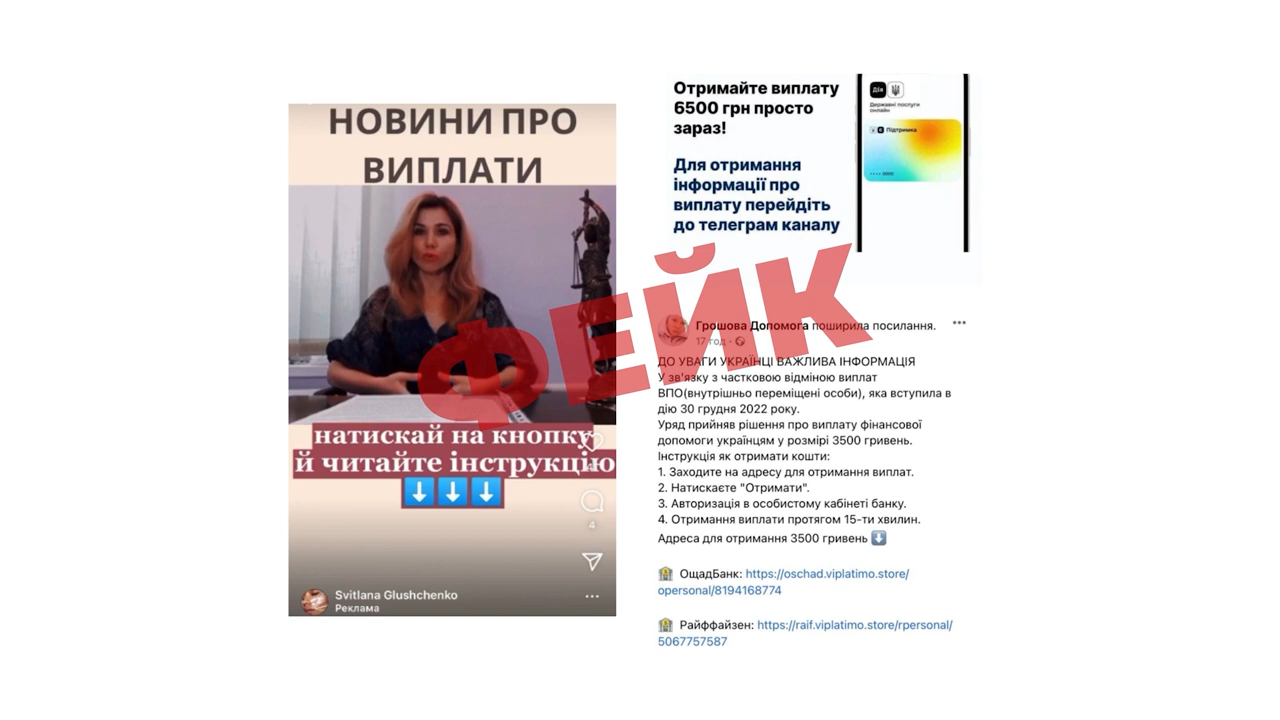 НОВИНИ ПРО
ВИПЛАТИ
натискай на кнопку
й читайте інструкцію
4
Svitlana Glushchenko
Реклама
Отримайте виплату
6500 грн просто
зараз!
Для отримання
інформації про
виплату перейдіть
до телеграм каналу
Дія
Державні послуги
онлайн
Підтримка
ФЕЙК
Грошова Допомога поширила посилання.
17 год ·
ДО УВАГИ УКРАЇНЦІ ВАЖЛИВА ІНФОРМАЦІЯ
У зв'язку з частковою відміною виплат
ВПО(внутрішньо переміщені особи), яка вступила в
дію 30 грудня 2022 року.
Уряд прийняв рішення про виплату фінансової
допомоги українцям у розмірі 3500 гривень.
Інструкція як отримати кошти:
1. Заходите на адресу для отримання виплат.
2. Натискаєте "Отримати".
3. Авторизація в особистому кабінеті банку.
4. Отримання виплати протягом 15-ти хвилин.
Адреса для отримання 3500 гривень
ОщадБанк: https://oschad.viplatimo.store/
opersonal/8194168774
Райффайзен: https://raif.viplatimo.store/rpersonal/
5067757587